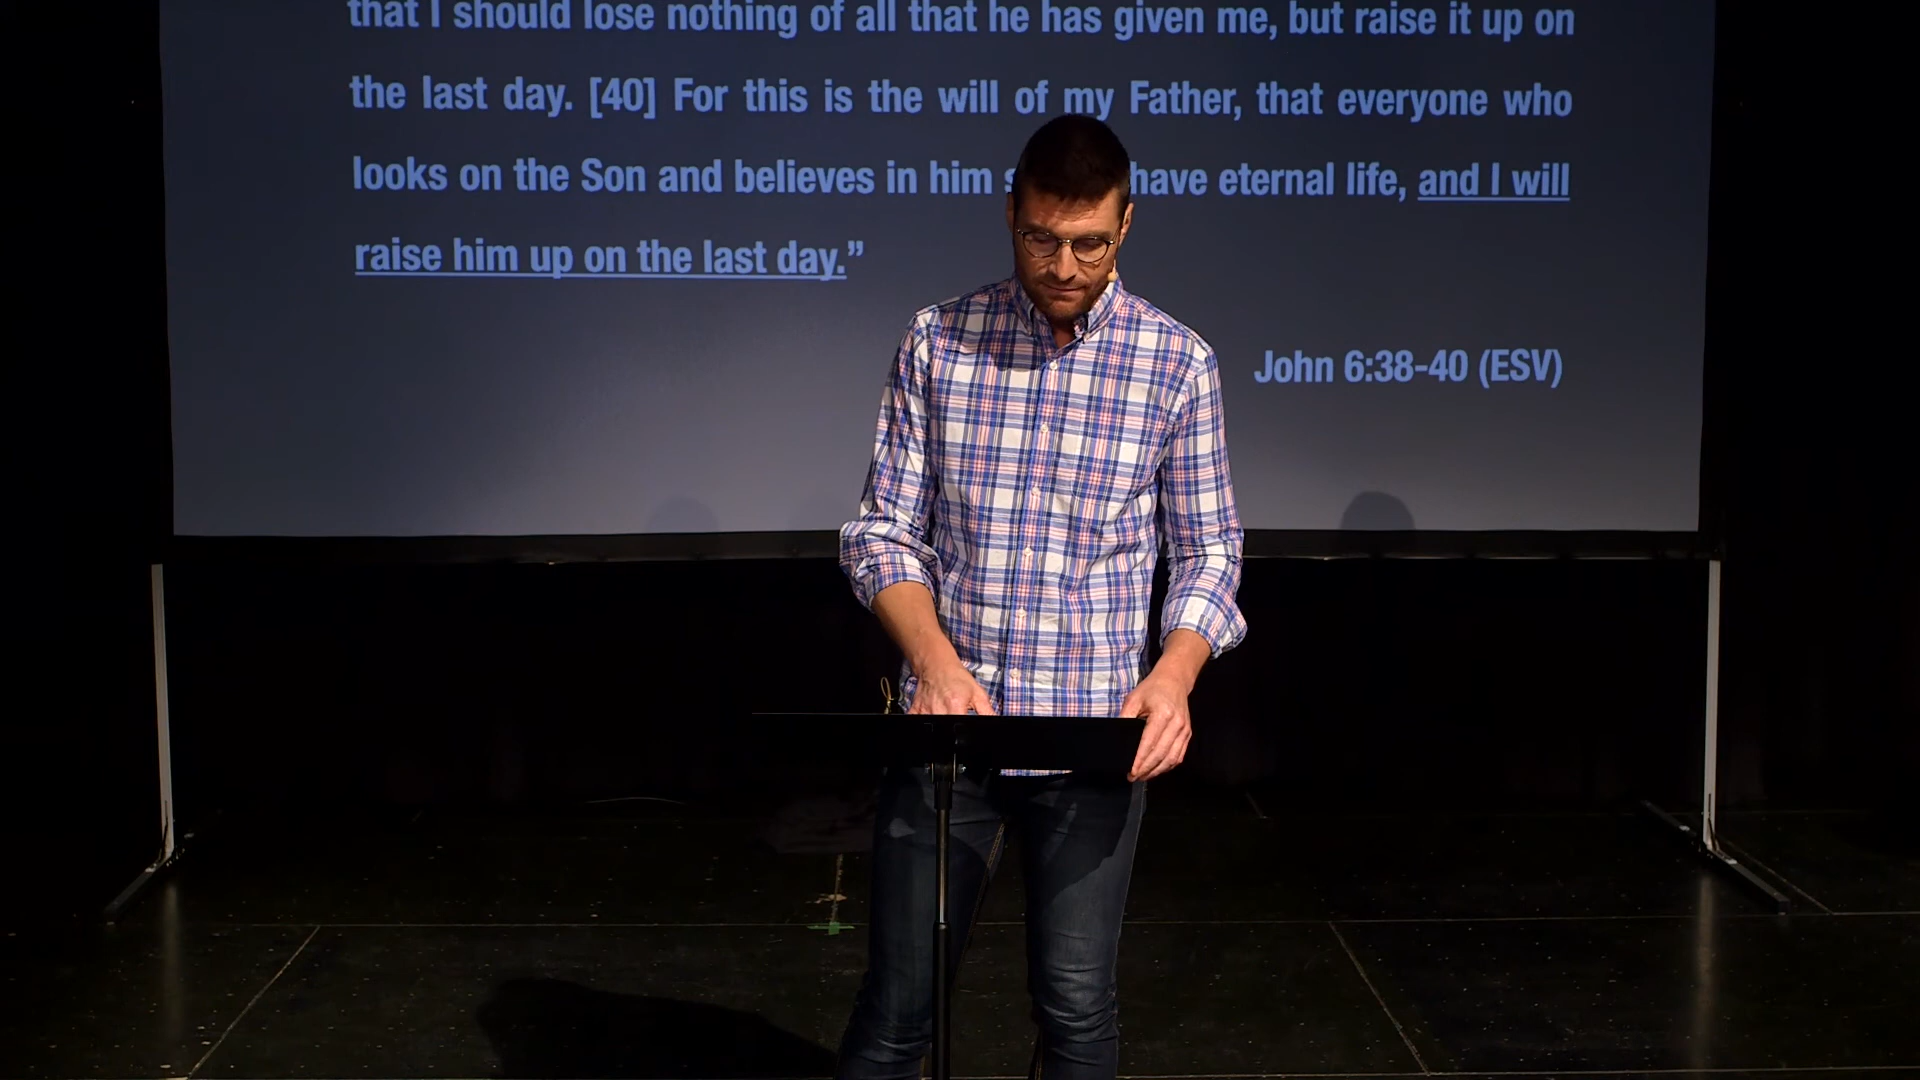 that I should lose nothing of all that he has given me, but raise it up on
the last day. [40] For this is the will of my Father, that everyone who
looks on the Son and believes in him have eternal life, and I will
raise him up on the last day.”
John 6:38-40 (ESV)